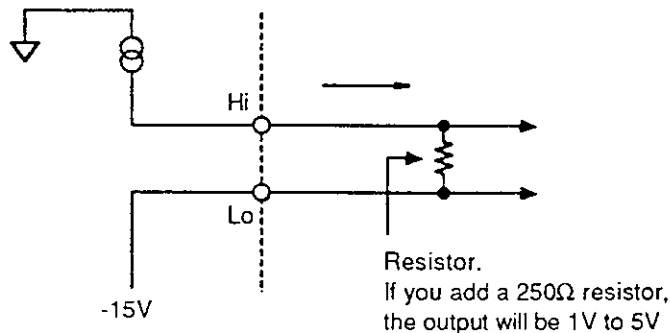 Hi
Lo
-15V
Resistor.
If you add a 250Ω resistor,
the output will be 1V to 5V